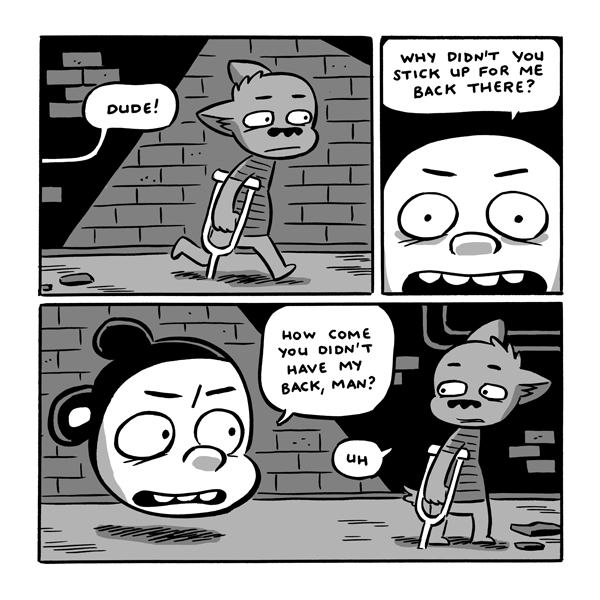 DUDE!
WHY DIDN'T YOU
STICK UP FOR ME
BACK THERE?
HOW COME
YOU DIDN'T
HAVE MY
BACK, MAN?
UH